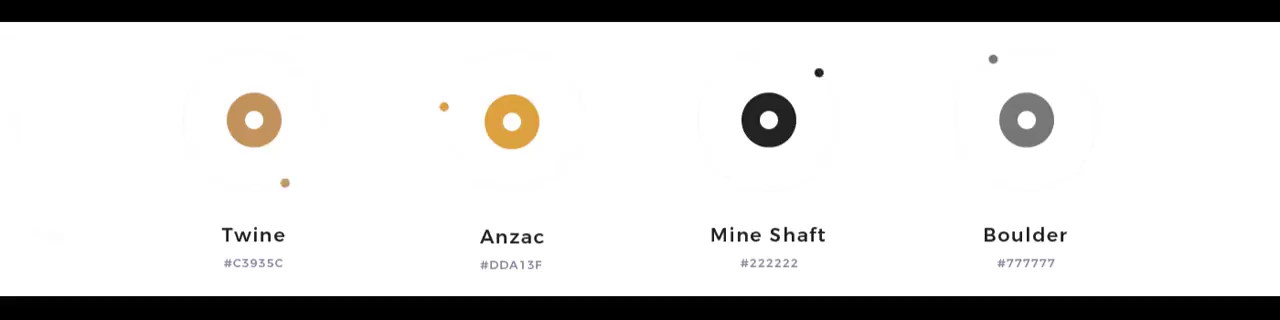 Twine
#C3935C
Anzac
#DDA13F
Mine Shaft
#222222
Boulder
#777777